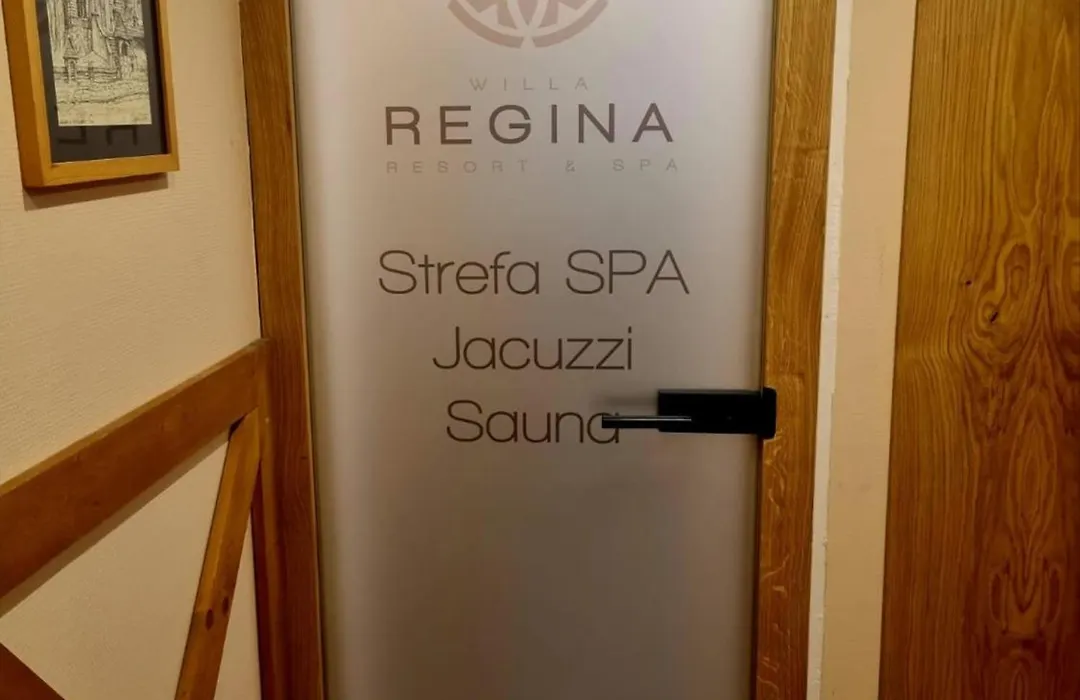 WILLA
REGINA
RESORT & SPA
Strefa SPA
Jacuzzi
Sauna